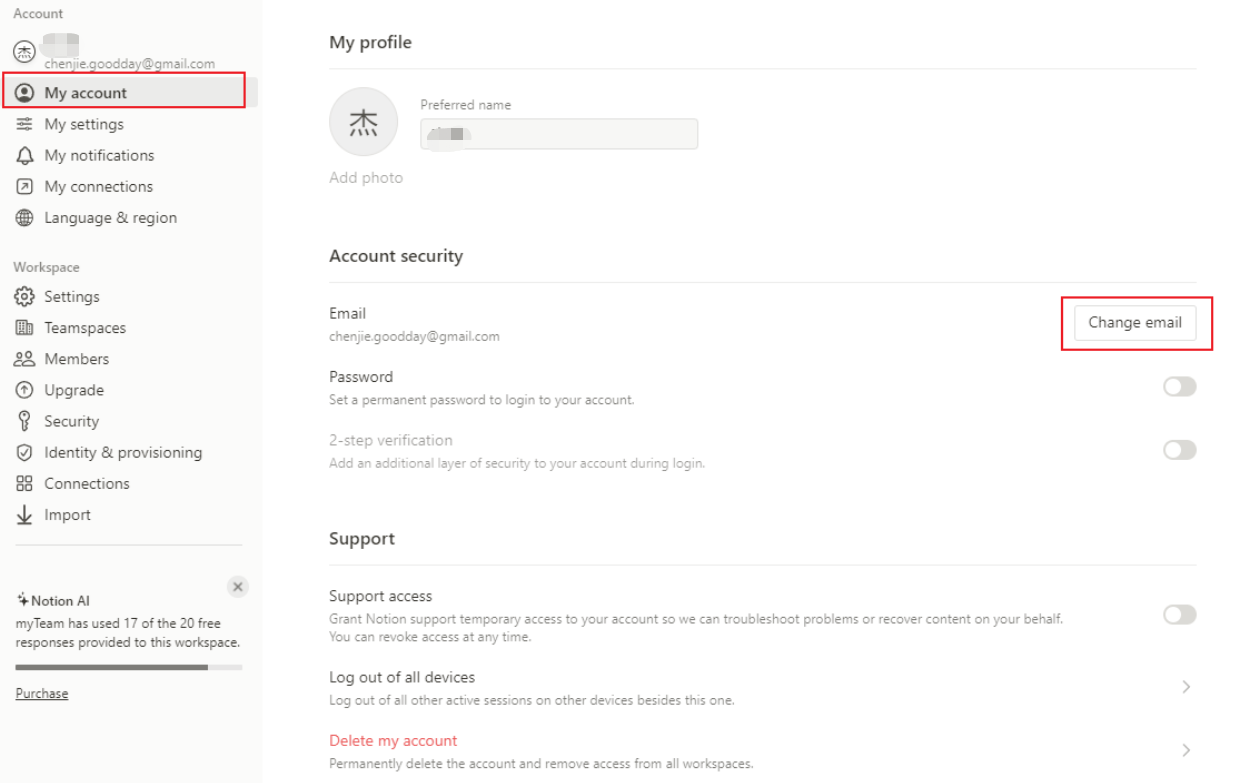 Account
杰
chenjie.goodday@gmail.com
My account
My settings
My notifications
My connections
Language & region
Workspace
Settings
Teamspaces
Members
Upgrade
Security
Identity & provisioning
Connections
Import
Notion AI
myTeam has used 17 of the 20 free
responses provided to this workspace.
Purchase
My profile
杰
Preferred name
Add photo
Account security
Email
chenjie.goodday@gmail.com
Change email
Password
Set a permanent password to login to your account.
2-step verification
Add an additional layer of security to your account during login.
Support
Support access
Grant Notion support temporary access to your account so we can troubleshoot problems or recover content on your behalf.
You can revoke access at any time.
Log out of all devices
Log out of all other active sessions on other devices besides this one.
Delete my account
Permanently delete the account and remove access from all workspaces.